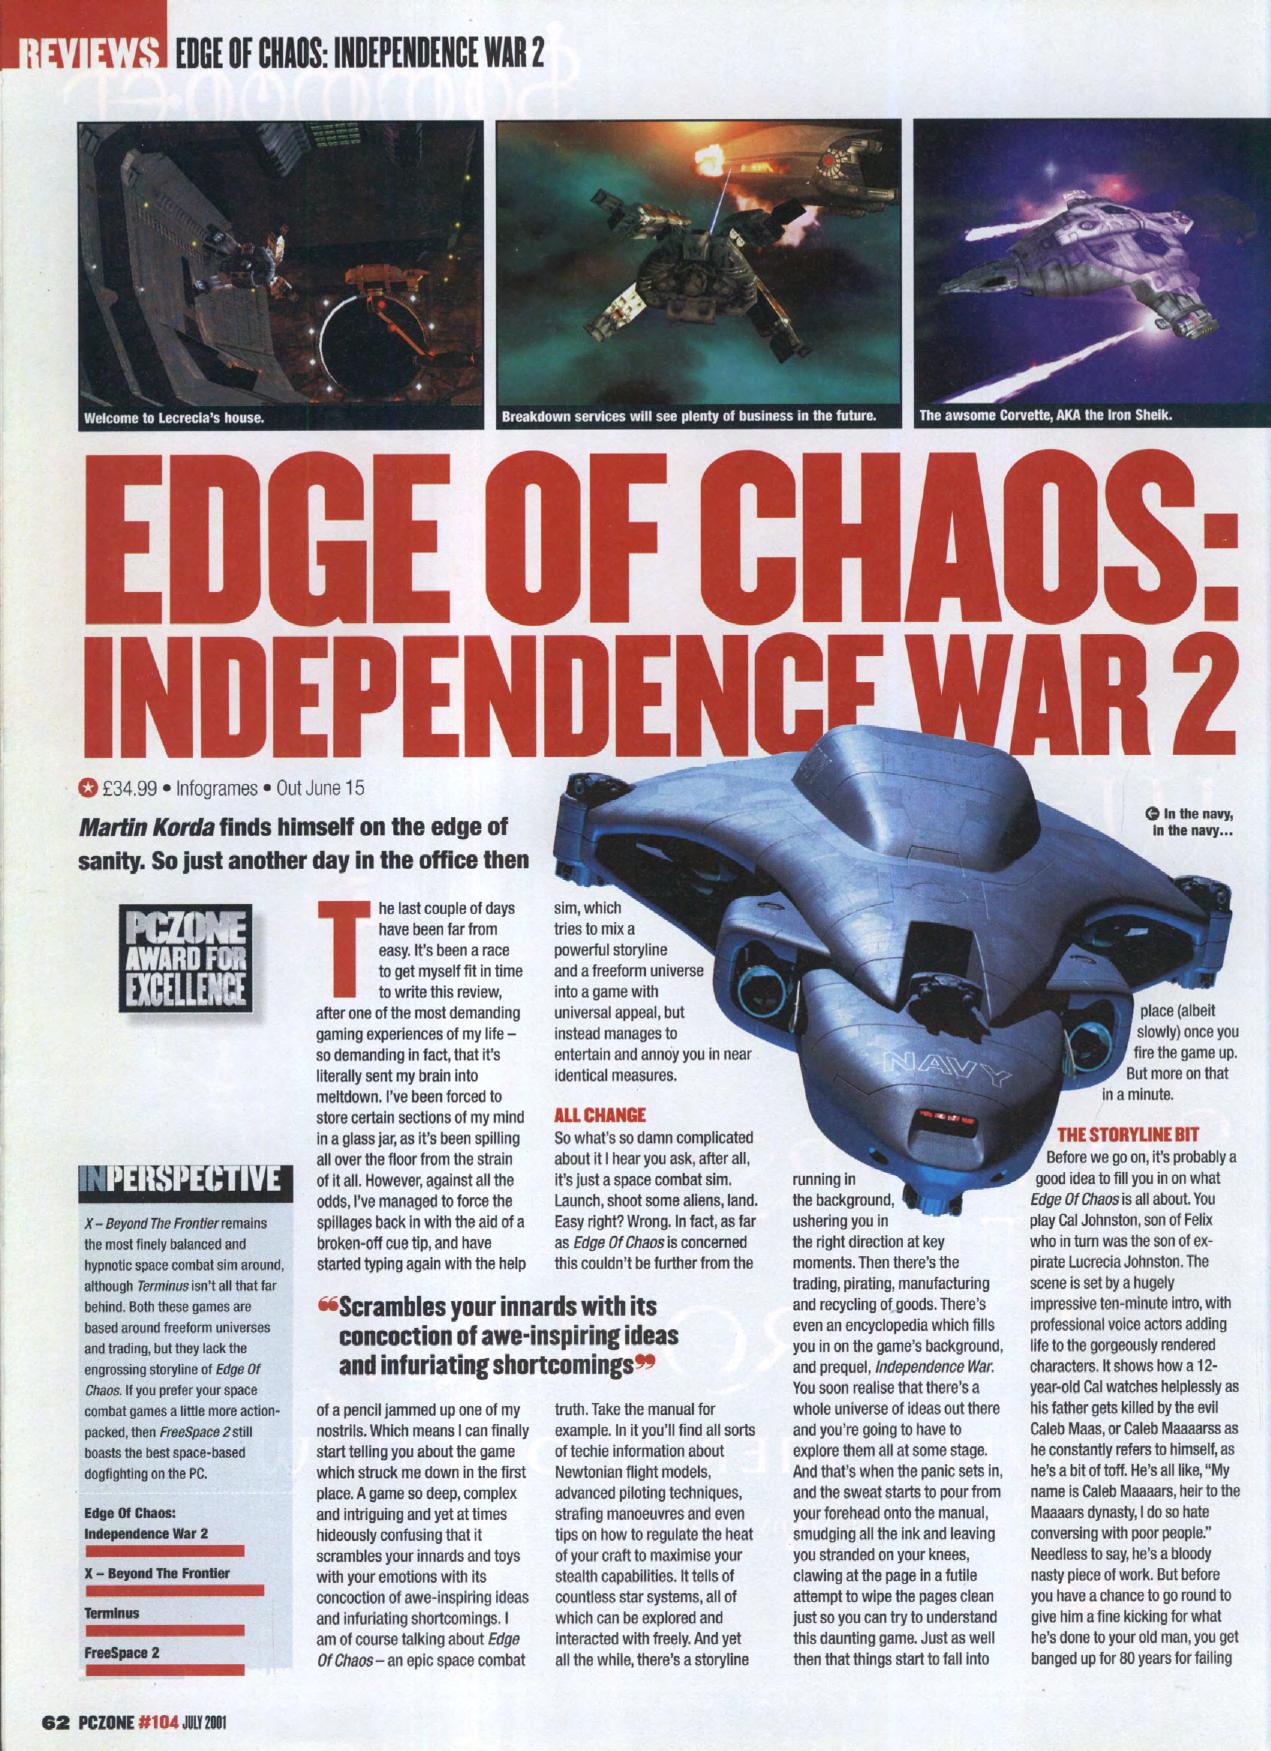 REVIEWS EDGE OF CHAOS: INDEPENDENCE WAR 2
Welcome to Lecrecia's house.
Breakdown services will see plenty of business in the future.
The awsome Corvette, AKA the Iron Sheik.
EDGE OF CHAOS:
INDEPENDENCE WAR 2
£34.99 • Infogrames • Out June 15
Martin Korda finds himself on the edge of
sanity. So just another day in the office then
In the navy,
in the navy...
NAVY
PCZONE
AWARD FOR
EXCELLENCE
The last couple of days
have been far from
easy. It's been a race
to get myself fit in time
to write this review,
after one of the most demanding
gaming experiences of my life –
so demanding in fact, that it's
literally sent my brain into
meltdown. I've been forced to
store certain sections of my mind
in a glass jar, as it's been spilling
all over the floor from the strain
of it all. However, against all the
odds, I've managed to force the
spillages back in with the aid of a
broken-off cue tip, and have
started typing again with the help
“Scrambles your innards with its
concoction of awe-inspiring ideas
and infuriating shortcomings”
of a pencil jammed up one of my
nostrils. Which means I can finally
start telling you about the game
which struck me down in the first
place. A game so deep, complex
and intriguing and yet at times
hideously confusing that it
scrambles your innards and toys
with your emotions with its
concoction of awe-inspiring ideas
and infuriating shortcomings. I
am of course talking about Edge
Of Chaos – an epic space combat
sim, which
tries to mix a
powerful storyline
and a freeform universe
into a game with
universal appeal, but
instead manages to
entertain and annoy you in near
identical measures.
ALL CHANGE
So what's so damn complicated
about it I hear you ask, after all,
it's just a space combat sim.
Launch, shoot some aliens, land.
Easy right? Wrong. In fact, as far
as Edge Of Chaos is concerned
this couldn't be further from the
truth. Take the manual for
example. In it you'll find all sorts
of techie information about
Newtonian flight models,
advanced piloting techniques,
strafing manoeuvres and even
tips on how to regulate the heat
of your craft to maximise your
stealth capabilities. It tells of
countless star systems, all of
which can be explored and
interacted with freely. And yet
all the while, there's a storyline
running in
the background,
ushering you in
the right direction at key
moments. Then there's the
trading, pirating, manufacturing
and recycling of goods. There's
even an encyclopedia which fills
you in on the game's background,
and prequel, Independence War.
You soon realise that there's a
whole universe of ideas out there
and you're going to have to
explore them all at some stage.
And that's when the panic sets in,
and the sweat starts to pour from
your forehead onto the manual,
smudging all the ink and leaving
you stranded on your knees,
clawing at the page in a futile
attempt to wipe the pages clean
just so you can try to understand
this daunting game. Just as well
then that things start to fall into
place (albeit
slowly) once you
fire the game up.
But more on that
in a minute.
THE STORYLINE BIT
Before we go on, it's probably a
good idea to fill you in on what
Edge Of Chaos is all about. You
play Cal Johnston, son of Felix
who in turn was the son of ex-
pirate Lucrecia Johnston. The
scene is set by a hugely
impressive ten-minute intro, with
professional voice actors adding
life to the gorgeously rendered
characters. It shows how a 12-
year-old Cal watches helplessly as
his father gets killed by the evil
Caleb Maas, or Caleb Maaaarss as
he constantly refers to himself, as
he's a bit of toff. He's all like, “My
name is Caleb Maaaars, heir to the
Maaaars dynasty, I do so hate
conversing with poor people.”
Needless to say, he's a bloody
nasty piece of work. But before
you have a chance to go round to
give him a fine kicking for what
he's done to your old man, you get
banged up for 80 years for failing
INPERSPECTIVE
X – Beyond The Frontier remains
the most finely balanced and
hypnotic space combat sim around,
although Terminus isn't all that far
behind. Both these games are
based around freeform universes
and trading, but they lack the
engrossing storyline of Edge Of
Chaos. If you prefer your space
combat games a little more action-
packed, then FreeSpace 2 still
boasts the best space-based
dogfighting on the PC.
Edge Of Chaos:
Independence War 2
X – Beyond The Frontier
Terminus
FreeSpace 2
62 PCZONE #104 JULY 2001